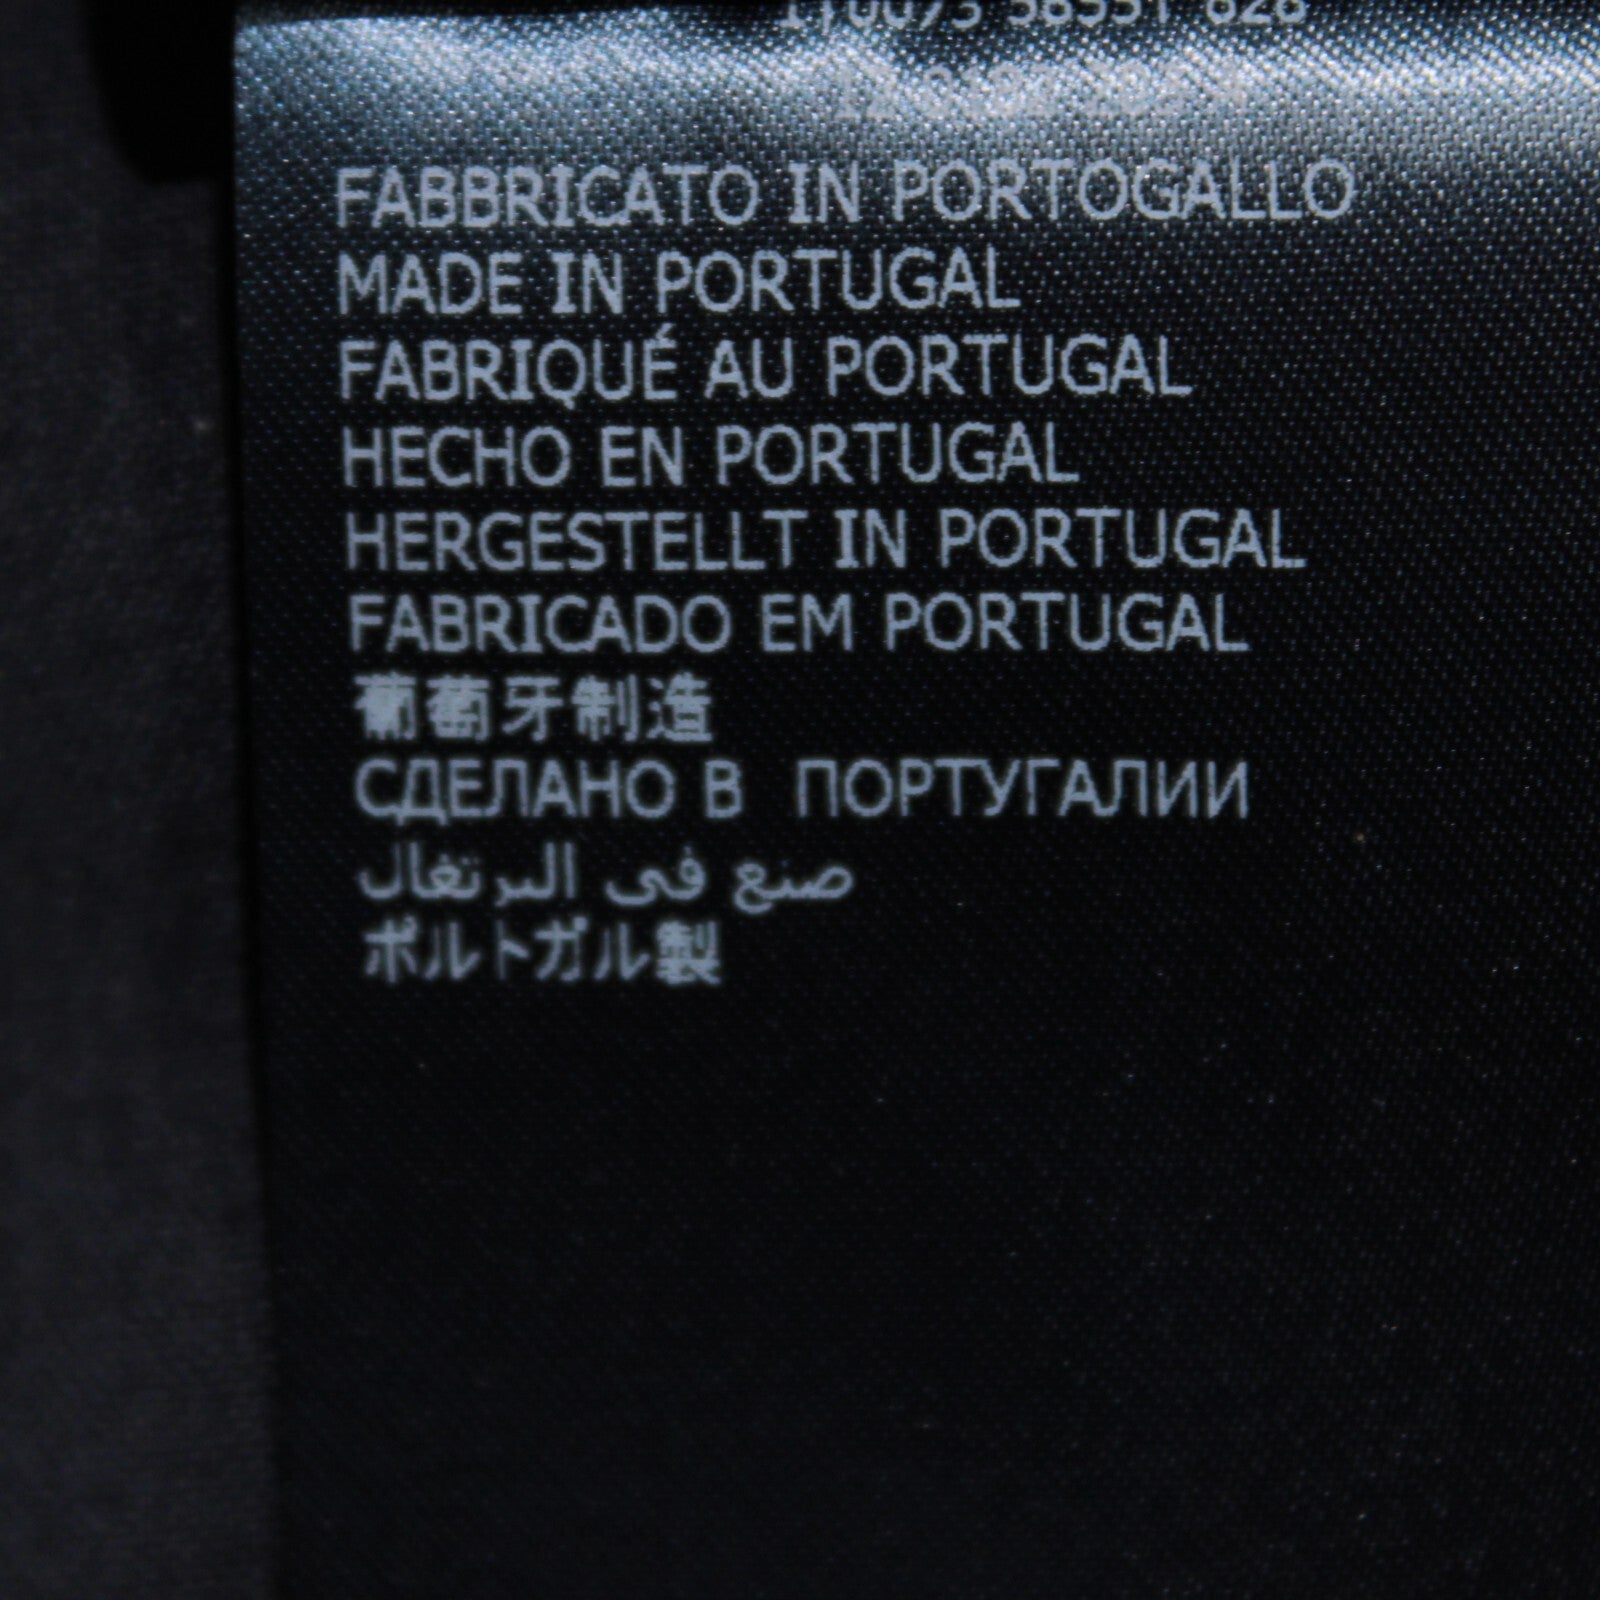 FABBRICATO IN PORTOGALLO
MADE IN PORTUGAL
FABRIQUÉ AU PORTUGAL
HECHO EN PORTUGAL
HERGESTELLT IN PORTUGAL
FABRICADO EM PORTUGAL
葡萄牙制造
СДЕЛАНО В ПОРТУГАЛИИ
صنع فى البرتغال
ポルトガル製